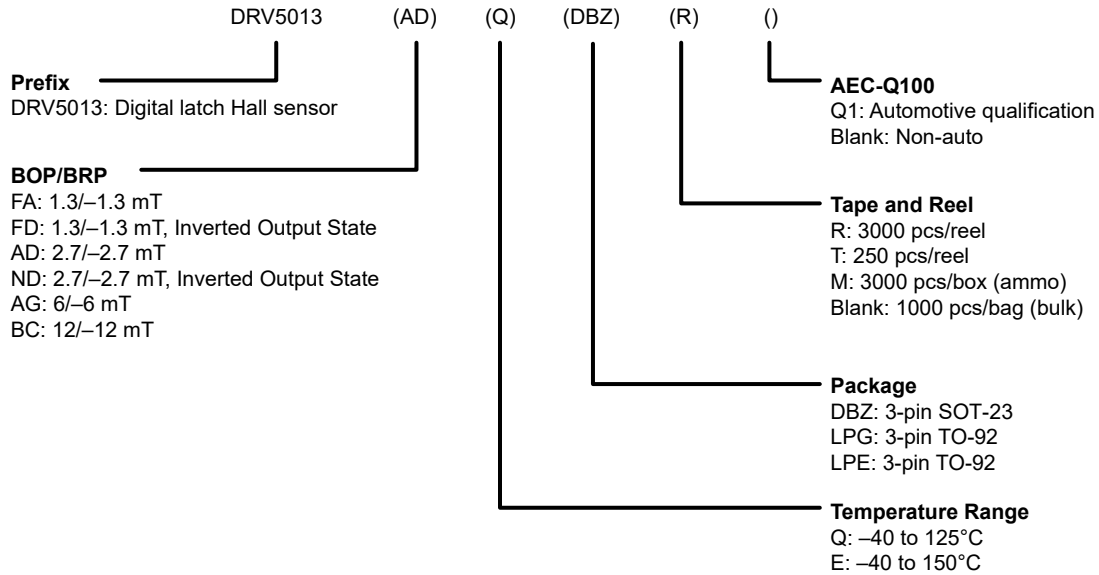 DRV5013 (AD) (Q) (DBZ) (R) ()
Prefix
DRV5013: Digital latch Hall sensor
BOP/BRP
FA: 1.3/–1.3 mT
FD: 1.3/–1.3 mT, Inverted Output State
AD: 2.7/–2.7 mT
ND: 2.7/–2.7 mT, Inverted Output State
AG: 6/–6 mT
BC: 12/–12 mT
AEC-Q100
Q1: Automotive qualification
Blank: Non-auto
Tape and Reel
R: 3000 pcs/reel
T: 250 pcs/reel
M: 3000 pcs/box (ammo)
Blank: 1000 pcs/bag (bulk)
Package
DBZ: 3-pin SOT-23
LPG: 3-pin TO-92
LPE: 3-pin TO-92
Temperature Range
Q: –40 to 125°C
E: –40 to 150°C